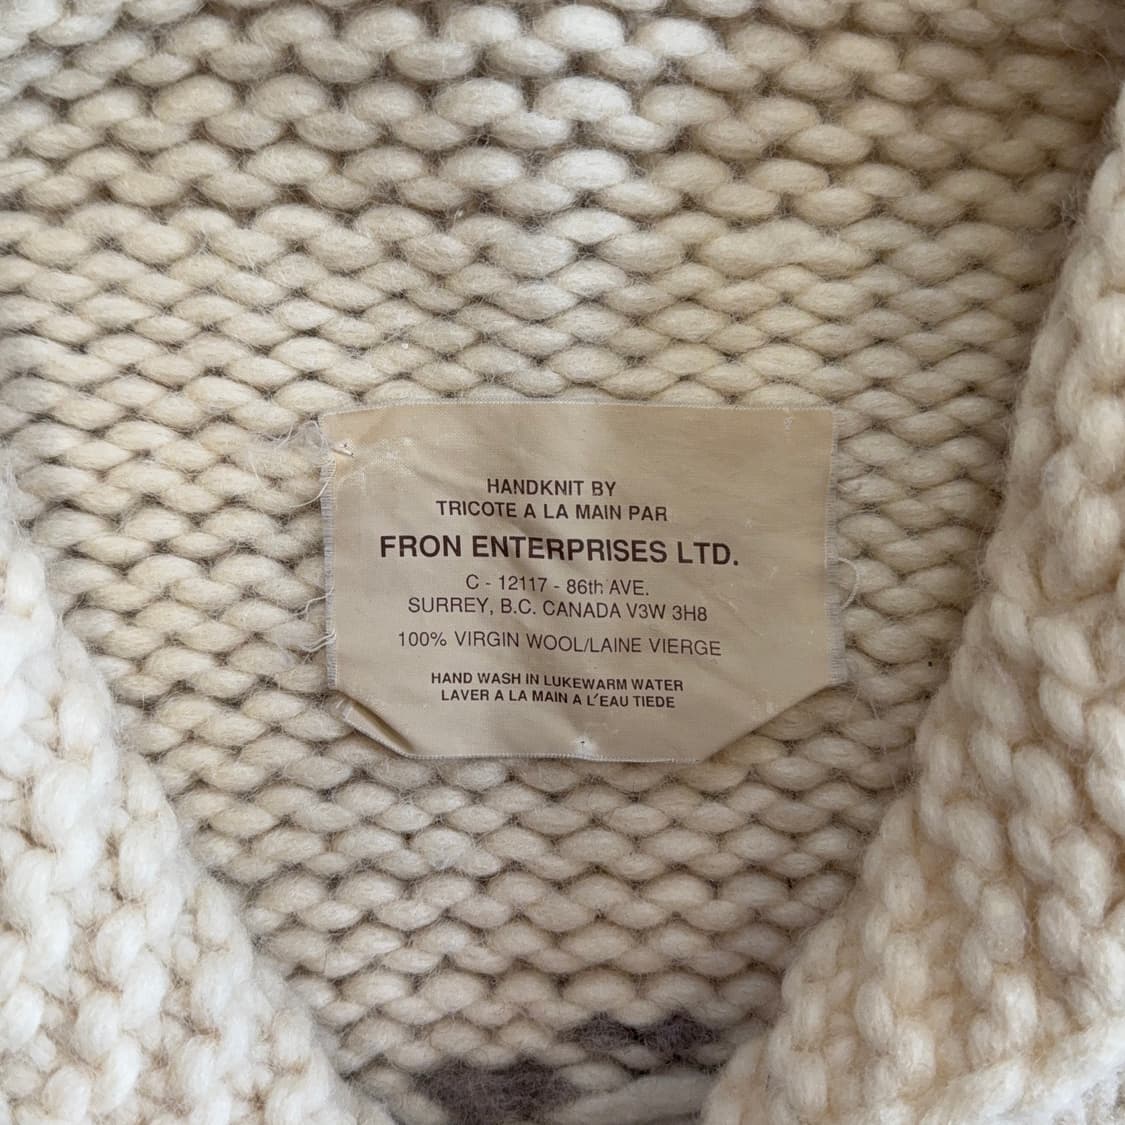 HANDKNIT BY
TRICOTE A LA MAIN PAR
FRON ENTERPRISES LTD.
C - 12117 - 86th AVE.
SURREY, B.C. CANADA V3W 3H8
100% VIRGIN WOOL/LAINE VIERGE
HAND WASH IN LUKEWARM WATER
LAVER A LA MAIN A L'EAU TIEDE